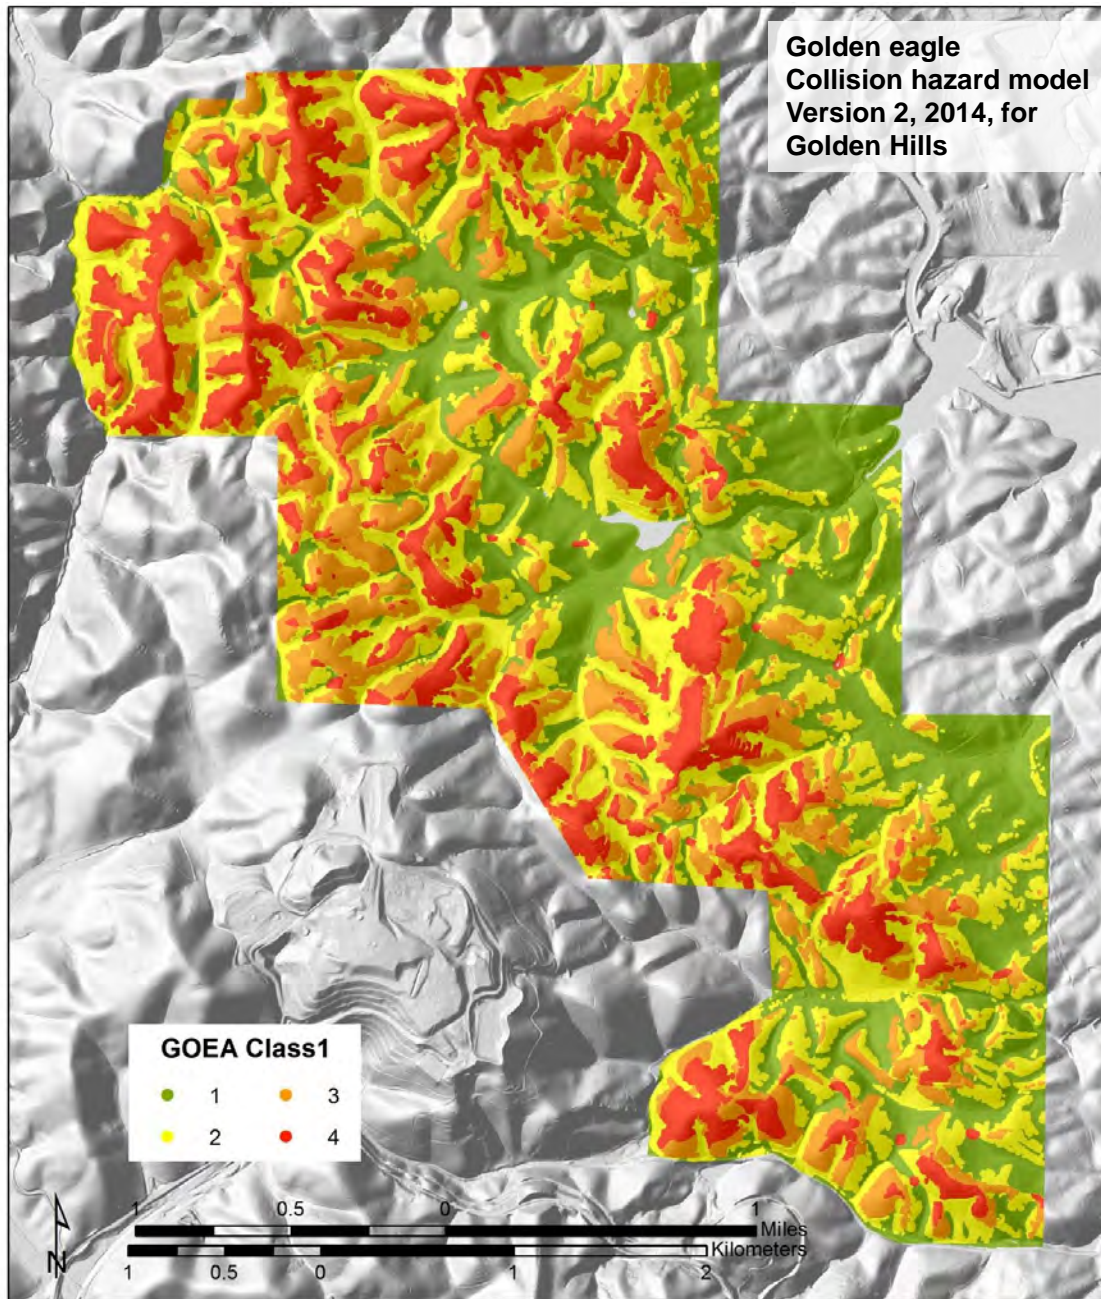 Golden eagle
Collision hazard model
Version 2, 2014, for
Golden Hills
GOEA Class1
1 3
2 4
1 0.5 0 1
Miles
Kilometers
1 0.5 0 1 2
N